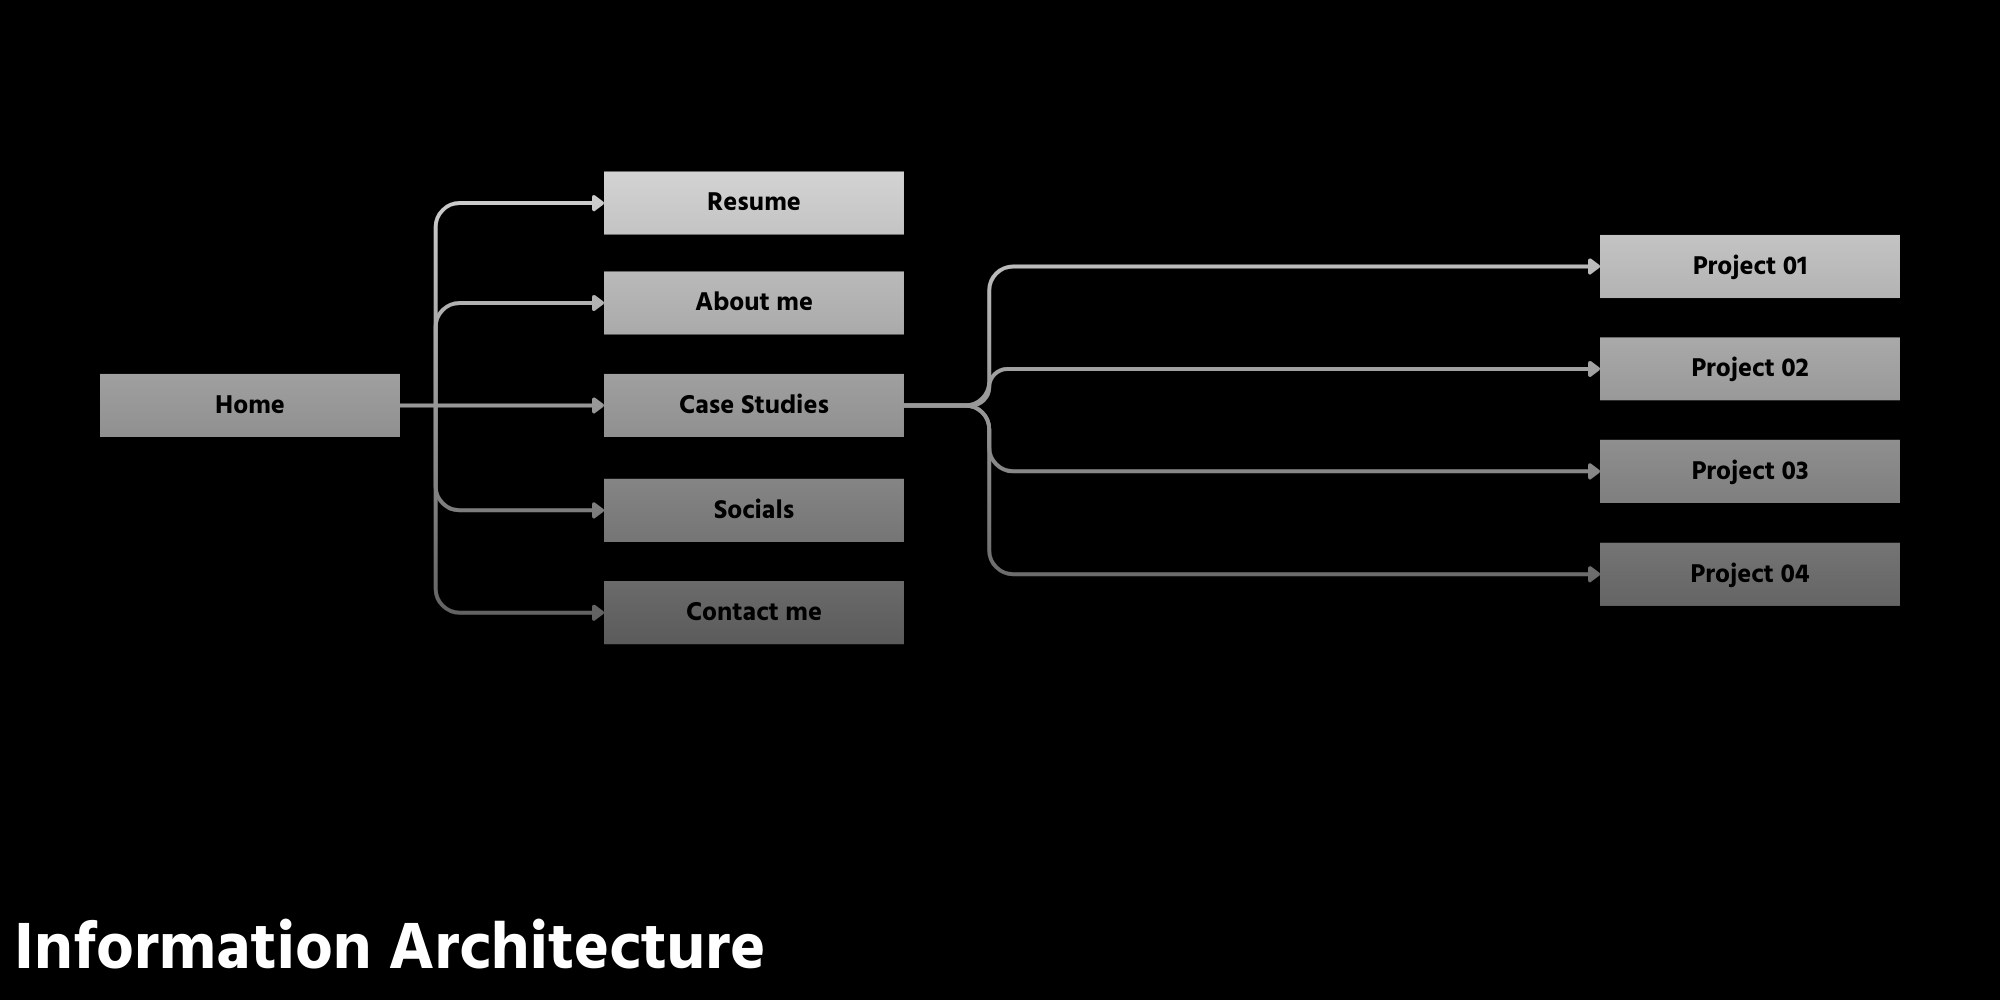 Home
Resume
About me
Case Studies
Socials
Contact me
Project 01
Project 02
Project 03
Project 04
Information Architecture